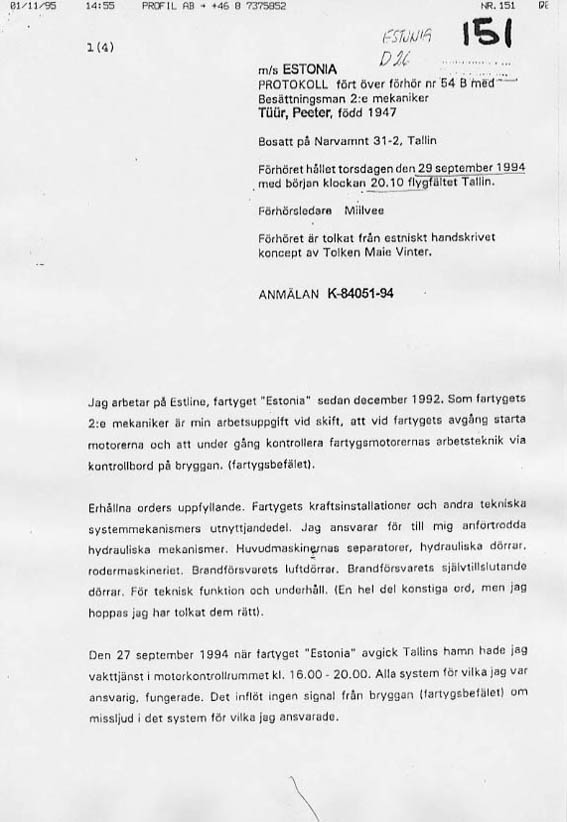 01/11/95 14:55 PROFIL AB → +46 8 7375852 NR. 151
ESTONIA 151
1(4) D26
m/s ESTONIA
PROTOKOLL fört över förhör nr 54 B med
Besättningsman 2:e mekaniker
Tüür, Peeter, född 1947
Bosatt på Narvamnt 31-2, Tallin
Förhöret hållet torsdagen den 29 september 1994
med början klockan 20.10 flygfältet Tallin.
Förhörsledare Miilvee
Förhöret är tolkat från estniskt handskrivet
koncept av Tolken Maie Vinter.
ANMÄLAN K-84051-94
Jag arbetar på Estline, fartyget "Estonia" sedan december 1992. Som fartygets
2:e mekaniker är min arbetsuppgift vid skift, att vid fartygets avgång starta
motorerna och att under gång kontrollera fartygsmotorernas arbetsteknik via
kontrollbord på bryggan. (fartygsbefälet).
Erhållna orders uppfyllande. Fartygets kraftsinstallationer och andra tekniska
systemmekanismers utnyttjandedel. Jag ansvarar för till mig anförtrodda
hydrauliska mekanismer. Huvudmaskinernas separatorer, hydrauliska dörrar,
rodermaskineriet. Brandförsvarets luftdörrar. Brandförsvarets självtillslutande
dörrar. För teknisk funktion och underhåll. (En hel del konstiga ord, men jag
hoppas jag har tolkat dem rätt).
Den 27 september 1994 när fartyget "Estonia" avgick Tallins hamn hade jag
vakttjänst i motorkontrollrummet kl. 16.00 - 20.00. Alla system för vilka jag var
ansvarig, fungerade. Det inflöt ingen signal från bryggan (fartygsbefälet) om
missljud i det system för vilka jag ansvarade.